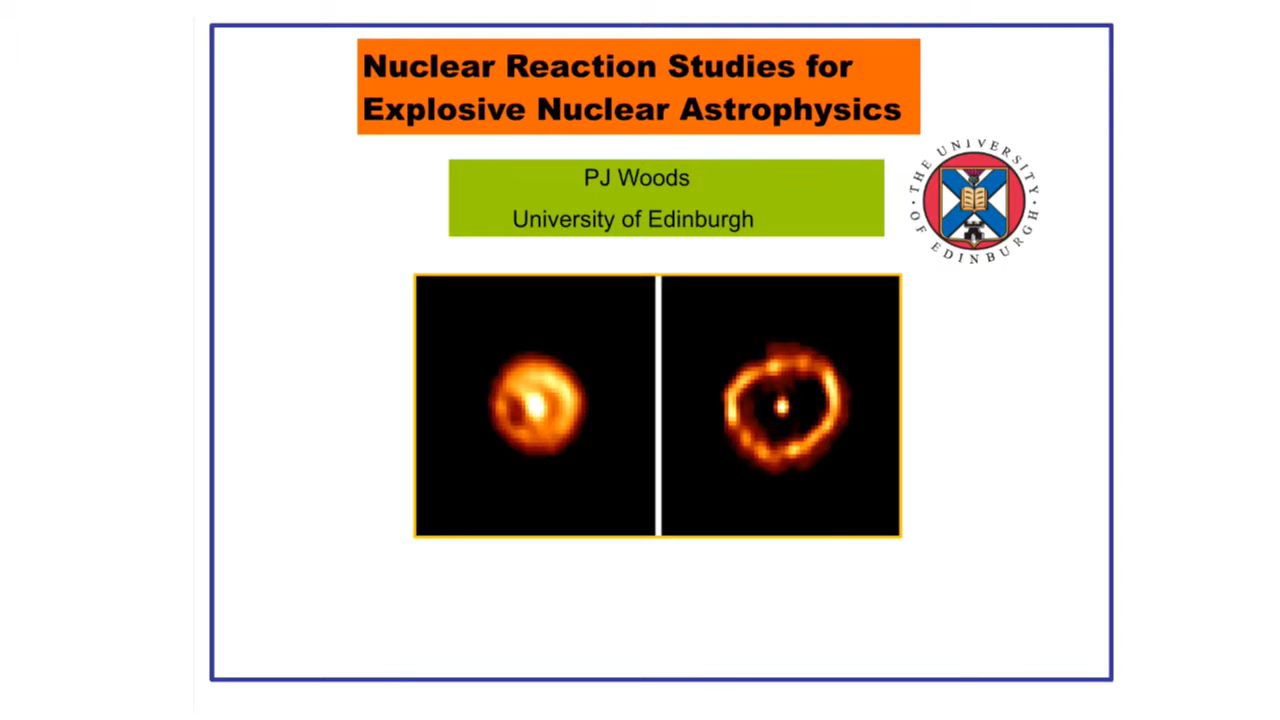 Nuclear Reaction Studies for
Explosive Nuclear Astrophysics
PJ Woods
University of Edinburgh
THE UNIVERSITY
OF EDINBURGH